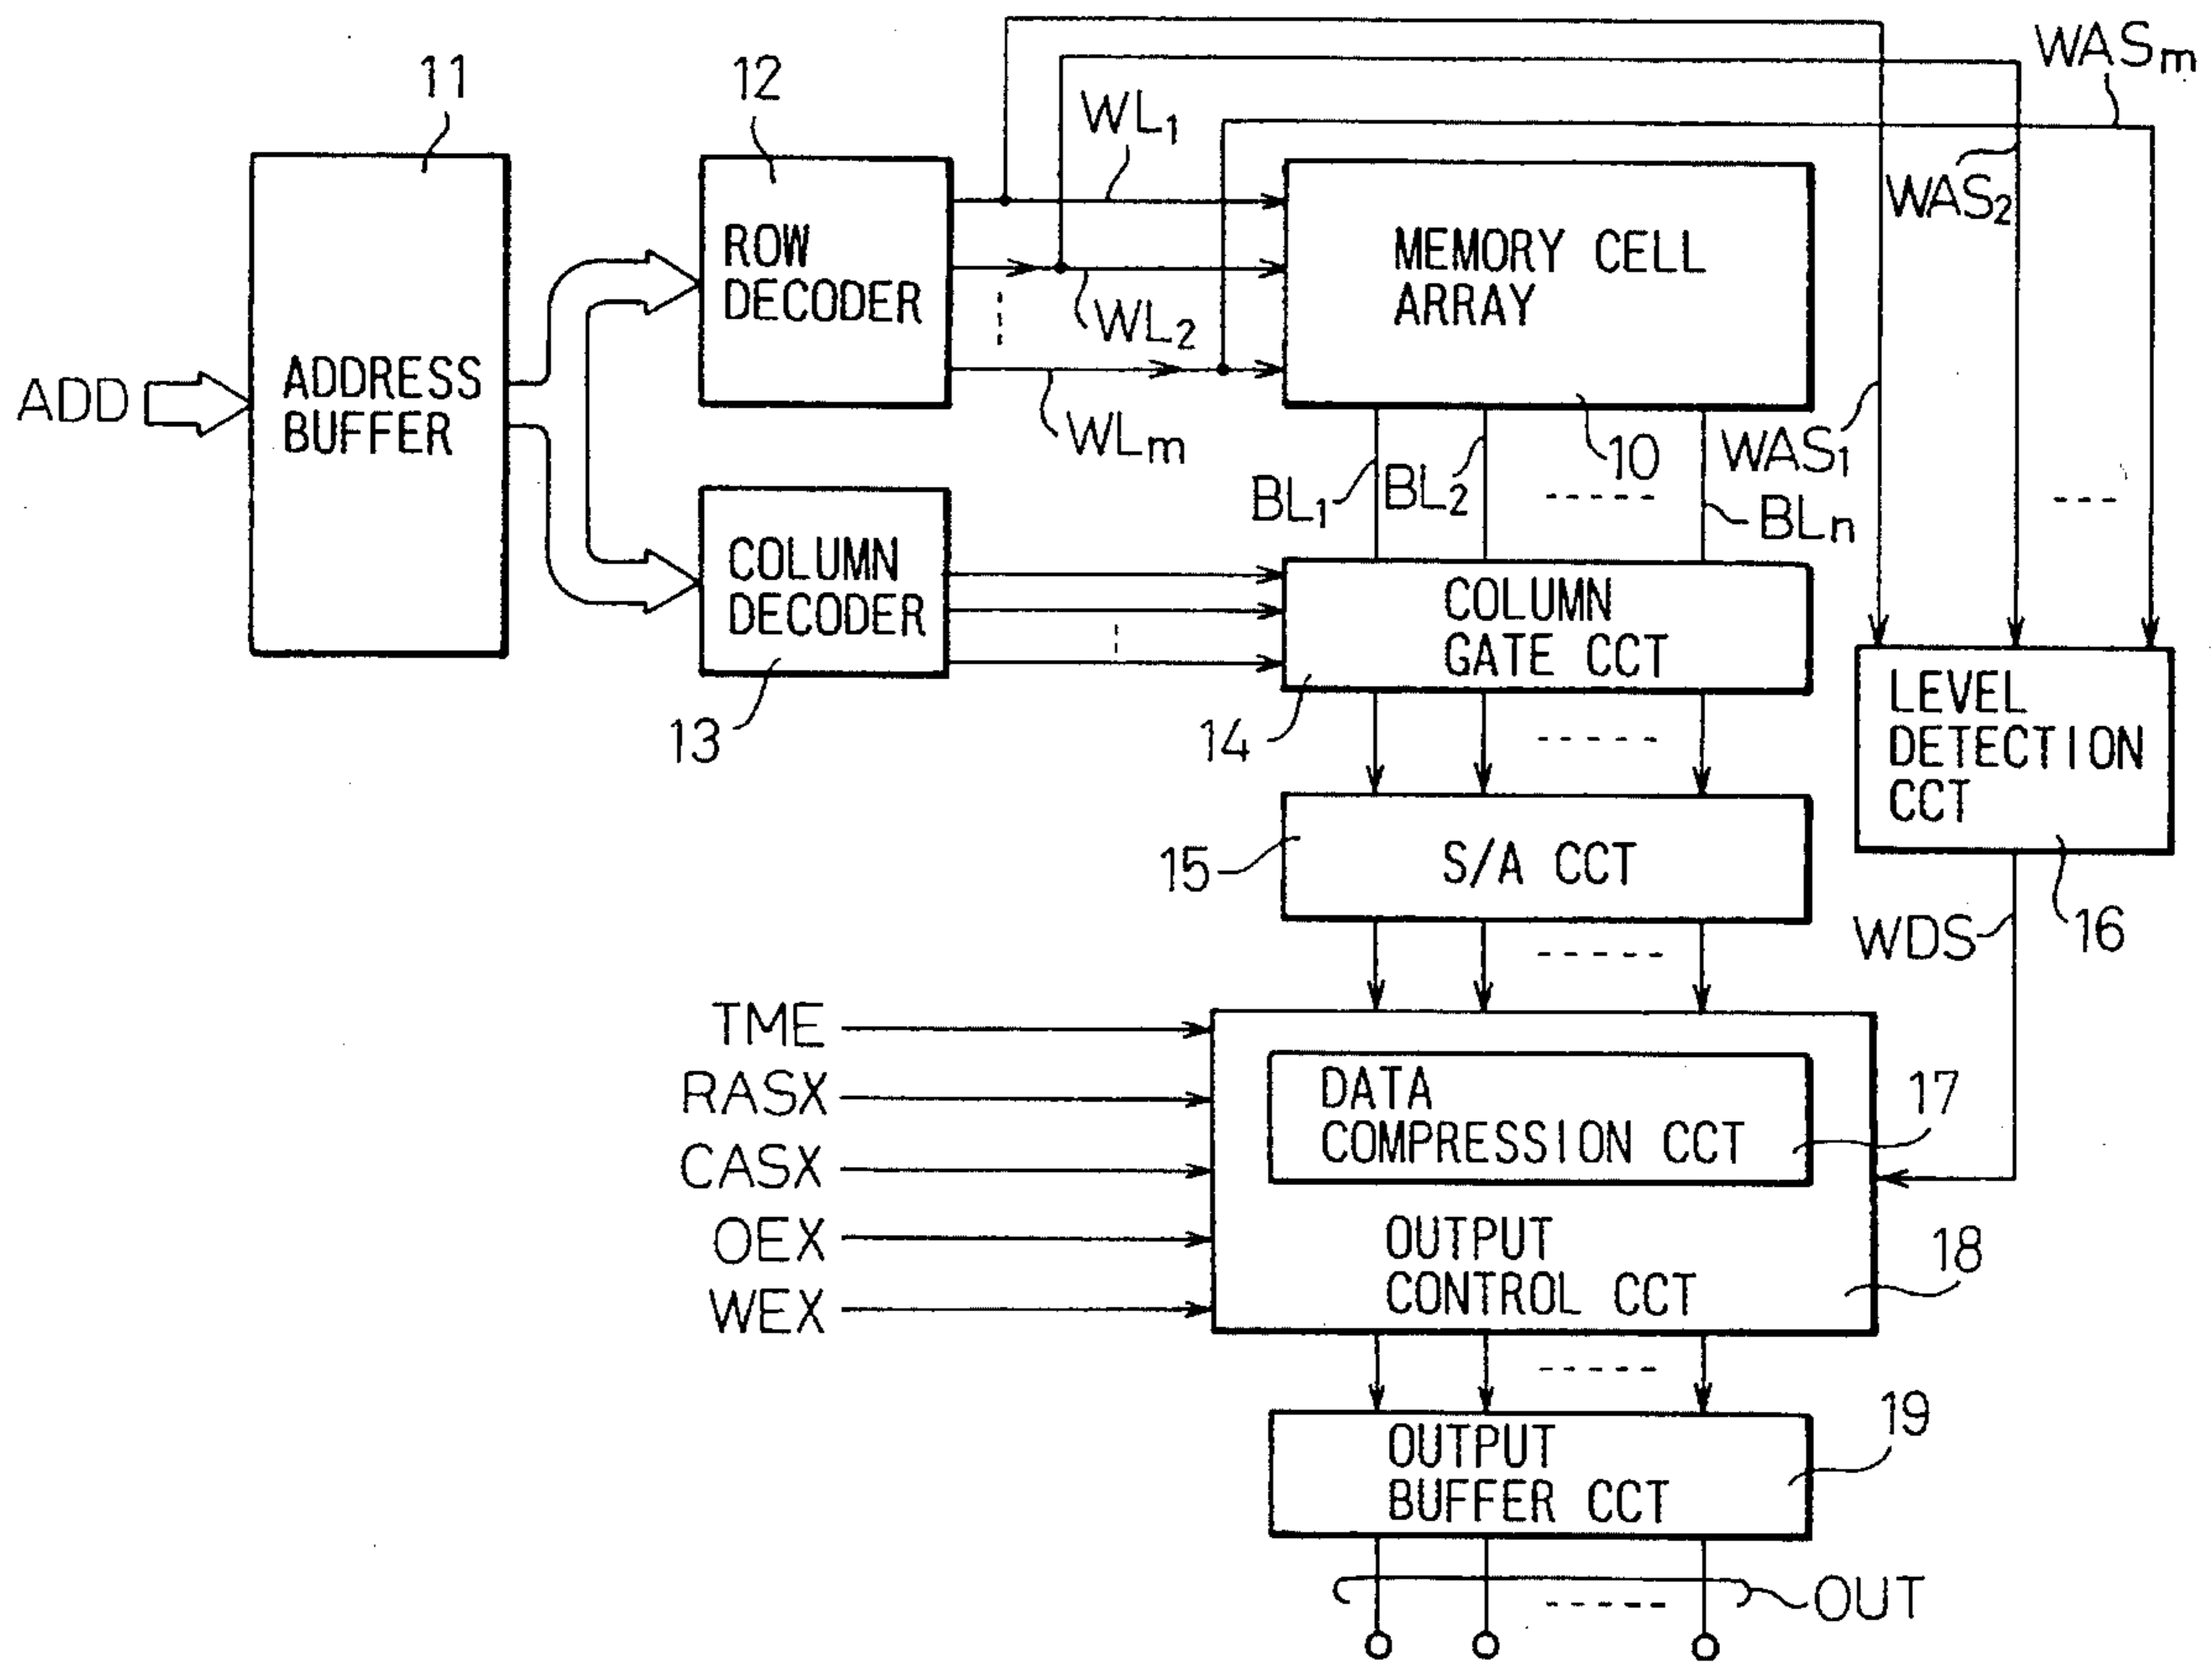 WASm
11
12
WL1
WAS2
ROW
DECODER
MEMORY CELL
ARRAY
WL2
ADD
ADDRESS
BUFFER
WLm
10
WAS1
BL1
BL2
BLn
COLUMN
DECODER
COLUMN
GATE CCT
13
14
LEVEL
DETECTION
CCT
15
S/A CCT
16
WDS
TME
RASX
CASX
OEX
WEX
DATA
COMPRESSION CCT
17
OUTPUT
CONTROL CCT
18
OUTPUT
BUFFER CCT
19
OUT